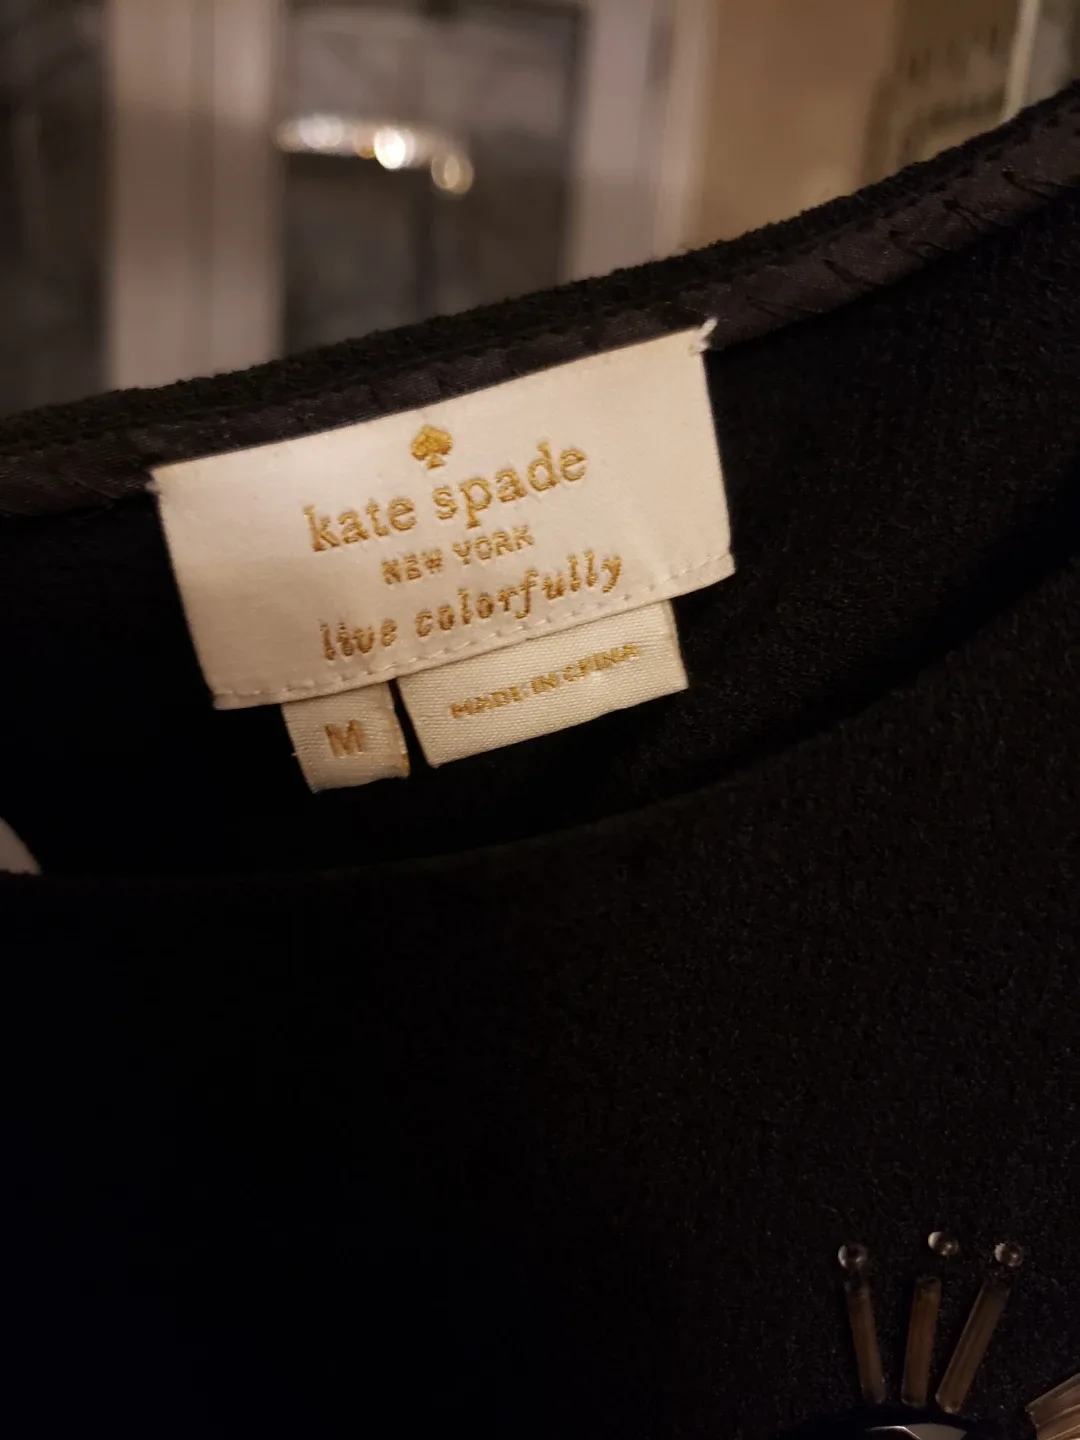 kate spade
NEW YORK
live colorfully
MADE IN CHINA
M